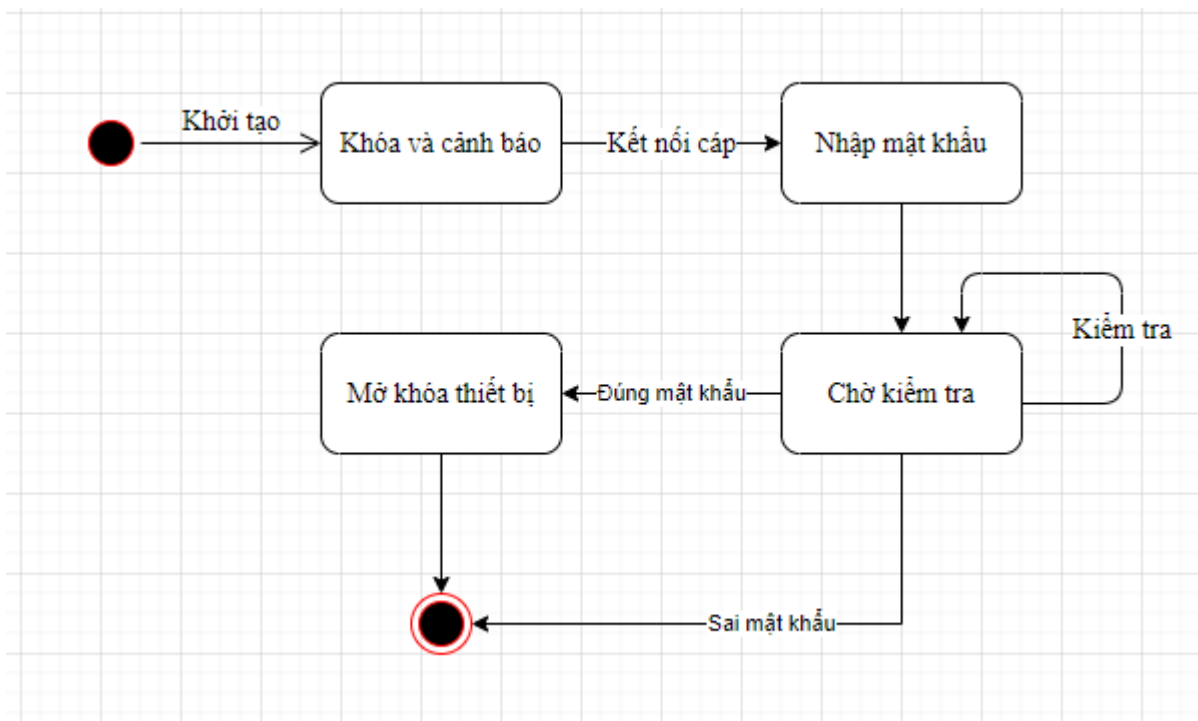 Khởi tạo
Khóa và cảnh báo
Kết nối cáp
Nhập mật khẩu
Kiểm tra
Mở khóa thiết bị
Đúng mật khẩu
Chờ kiểm tra
Sai mật khẩu